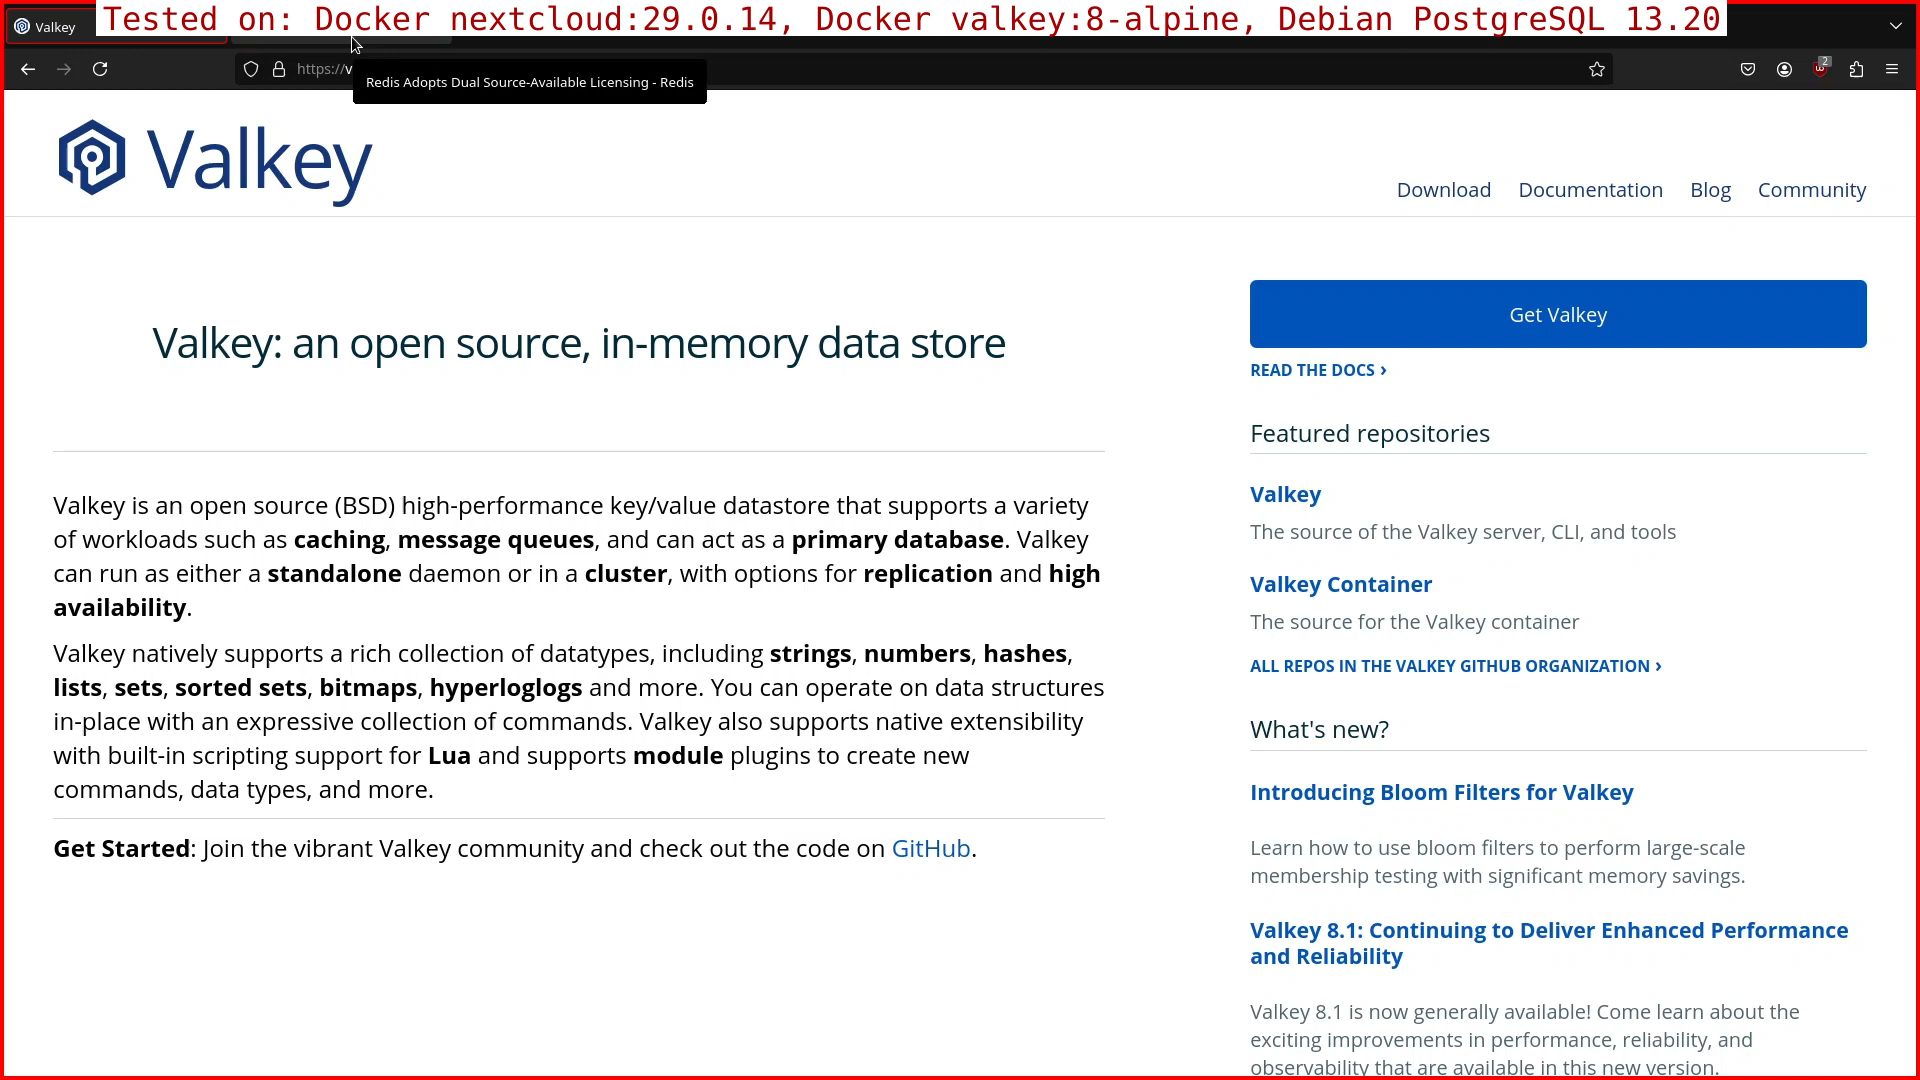 Tested on: Docker nextcloud:29.0.14, Docker valkey:8-alpine, Debian PostgreSQL 13.20
Valkey
https://v
2
Redis Adopts Dual Source-Available Licensing - Redis
Valkey
Download Documentation Blog Community
Valkey: an open source, in-memory data store
Valkey is an open source (BSD) high-performance key/value datastore that supports a variety
of workloads such as caching, message queues, and can act as a primary database. Valkey
can run as either a standalone daemon or in a cluster, with options for replication and high
availability.
Valkey natively supports a rich collection of datatypes, including strings, numbers, hashes,
lists, sets, sorted sets, bitmaps, hyperloglogs and more. You can operate on data structures
in-place with an expressive collection of commands. Valkey also supports native extensibility
with built-in scripting support for Lua and supports module plugins to create new
commands, data types, and more.
Get Started: Join the vibrant Valkey community and check out the code on GitHub.
Get Valkey
READ THE DOCS ›
Featured repositories
Valkey
The source of the Valkey server, CLI, and tools
Valkey Container
The source for the Valkey container
ALL REPOS IN THE VALKEY GITHUB ORGANIZATION ›
What's new?
Introducing Bloom Filters for Valkey
Learn how to use bloom filters to perform large-scale
membership testing with significant memory savings.
Valkey 8.1: Continuing to Deliver Enhanced Performance
and Reliability
Valkey 8.1 is now generally available! Come learn about the
exciting improvements in performance, reliability, and
observability that are available in this new version.